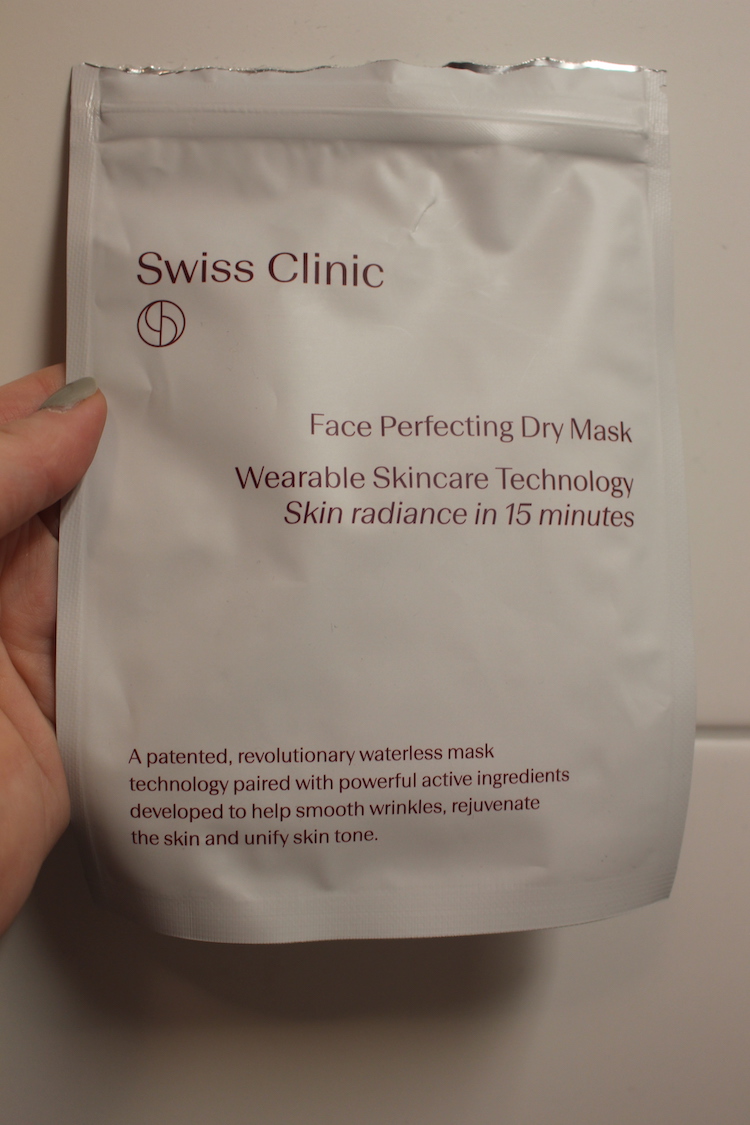 Swiss Clinic
Face Perfecting Dry Mask
Wearable Skincare Technology
Skin radiance in 15 minutes
A patented, revolutionary waterless mask
technology paired with powerful active ingredients
developed to help smooth wrinkles, rejuvenate
the skin and unify skin tone.